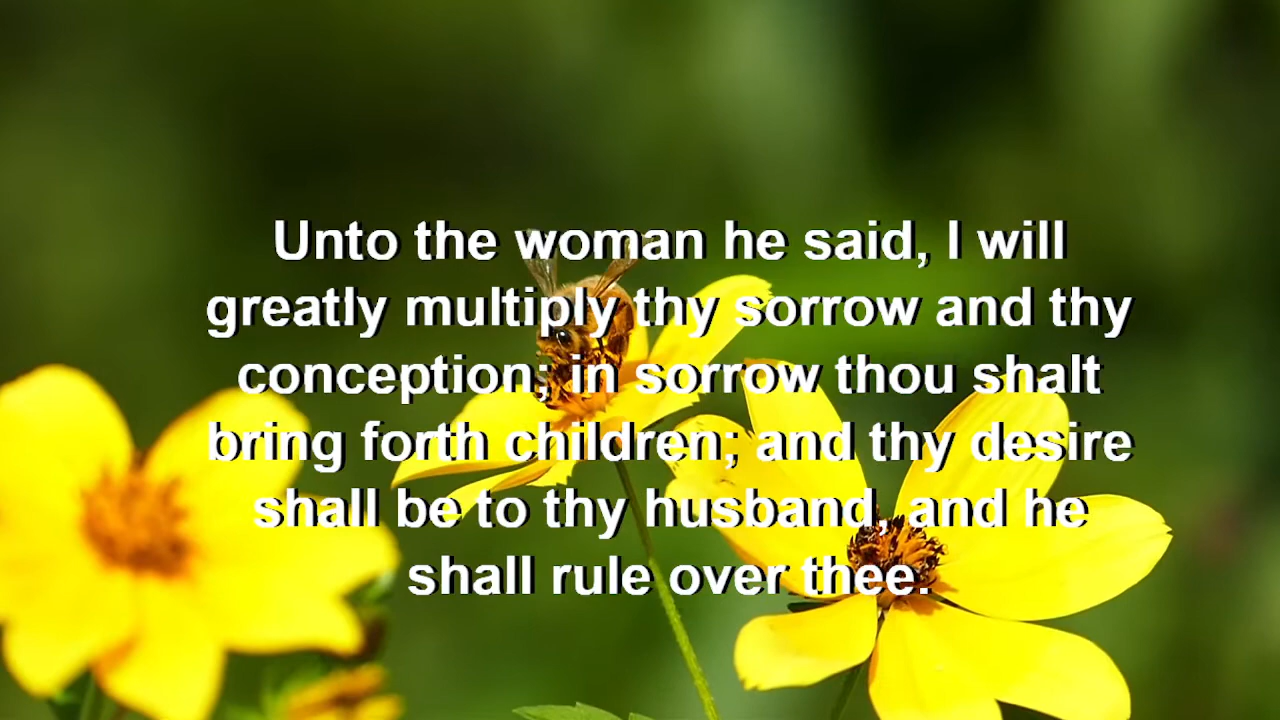 Unto the woman he said, I will
greatly multiply thy sorrow and thy
conception; in sorrow thou shalt
bring forth children; and thy desire
shall be to thy husband, and he
shall rule over thee.